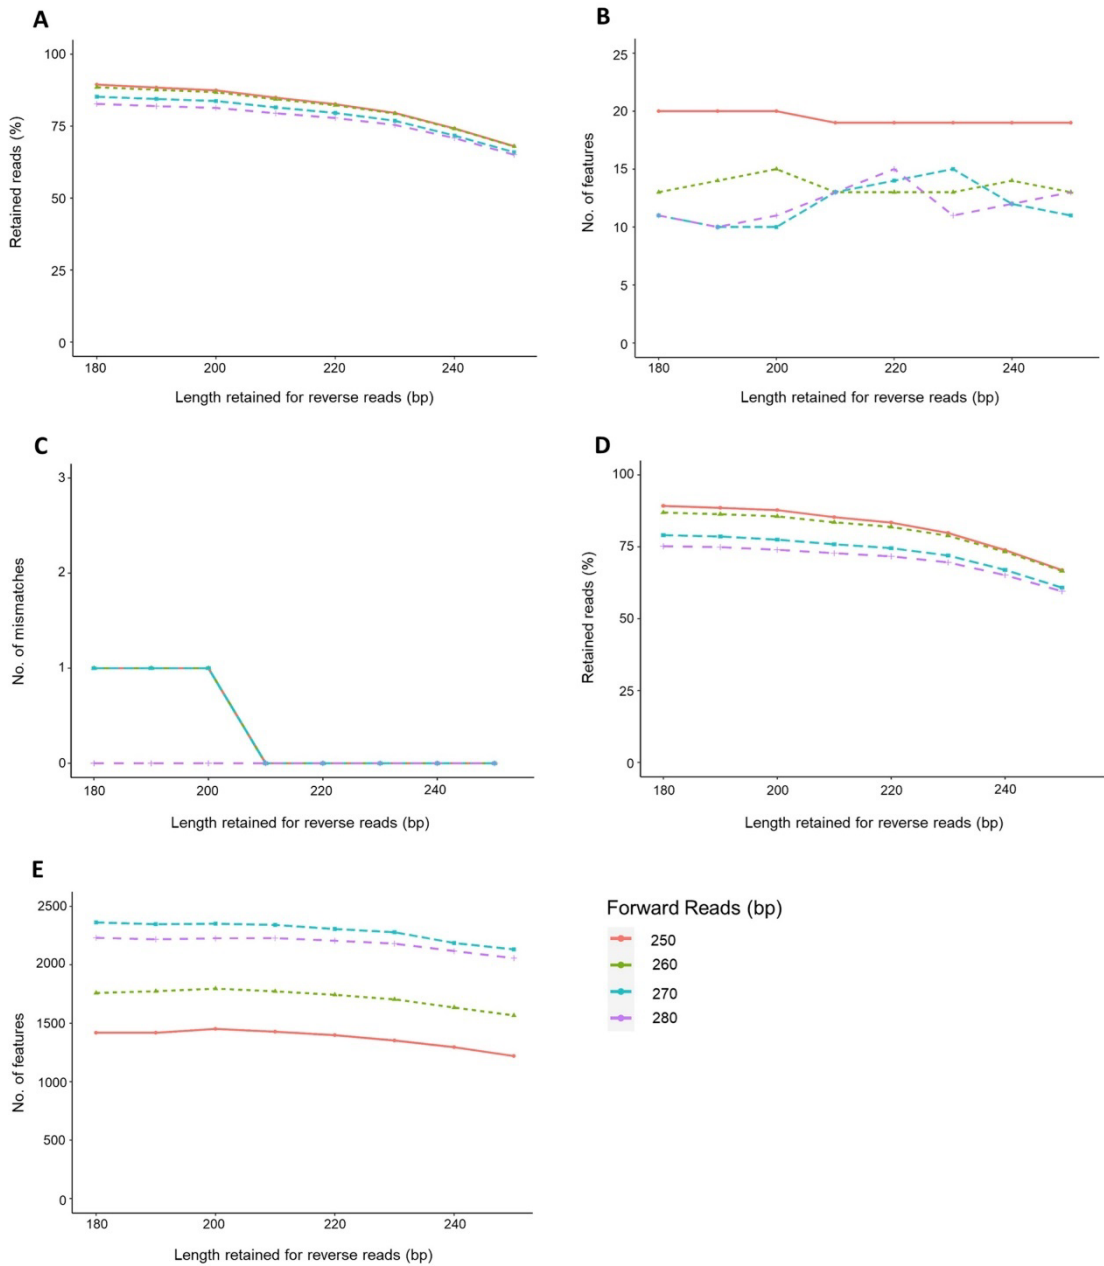 A
Retained reads (%)
100
75
50
25
0
180 200 220 240
Length retained for reverse reads (bp)
B
No. of features
25
20
15
10
5
0
180 200 220 240
Length retained for reverse reads (bp)
C
No. of mismatches
3
2
1
0
180 200 220 240
Length retained for reverse reads (bp)
D
Retained reads (%)
100
75
50
25
0
180 200 220 240
Length retained for reverse reads (bp)
E
No. of features
2500
2000
1500
1000
500
0
180 200 220 240
Length retained for reverse reads (bp)
Forward Reads (bp)
250
260
270
280